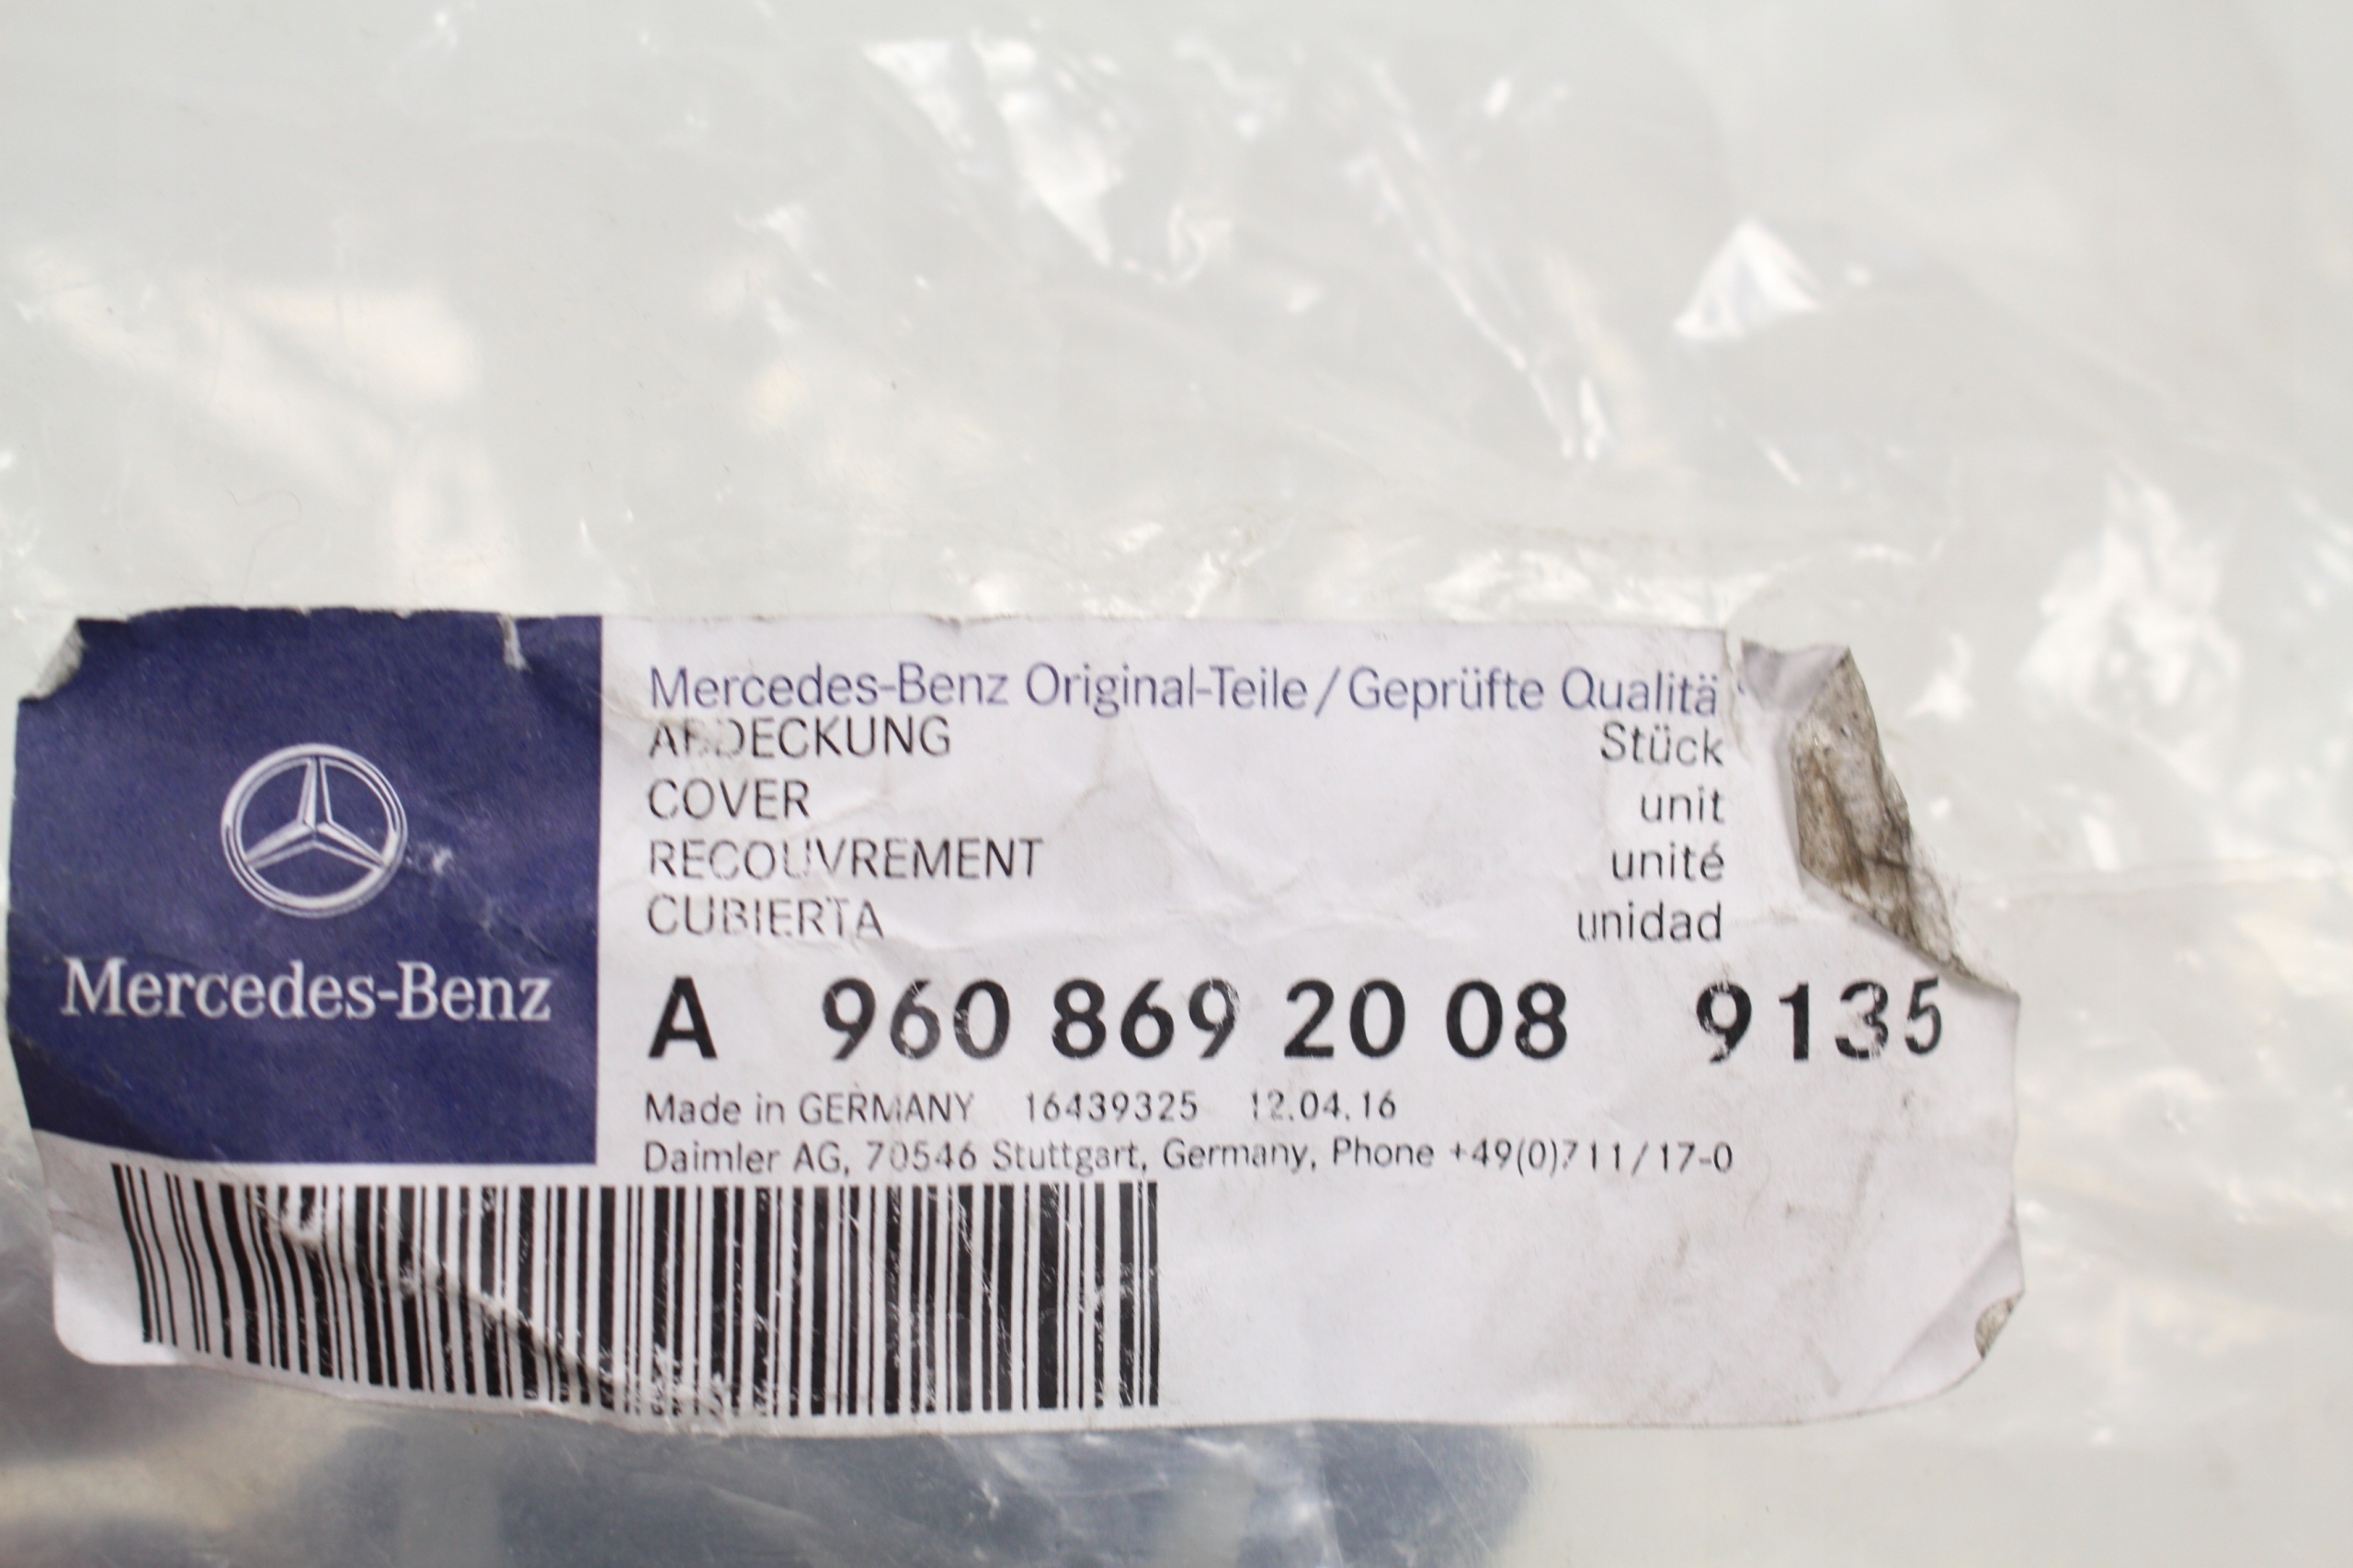 Mercedes-Benz
Mercedes-Benz Original-Teile/Geprüfte Qualitä
ABDECKUNG Stück
COVER unit
RECOUVREMENT unité
CUBIERTA unidad
A 960 869 20 08 9135
Made in GERMANY 16439325 12.04.16
Daimler AG, 70546 Stuttgart, Germany, Phone +49(0)711/17-0